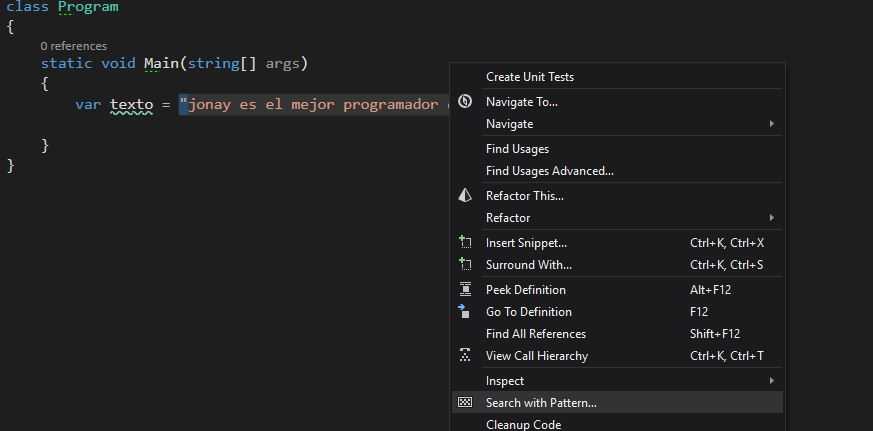 class Program
{
0 references
static void Main(string[] args)
{
var texto = "jonay es el mejor programador
}
}
Create Unit Tests
Navigate To...
Navigate
Find Usages
Find Usages Advanced...
Refactor This...
Refactor
Insert Snippet... Ctrl+K, Ctrl+X
Surround With... Ctrl+K, Ctrl+S
Peek Definition Alt+F12
Go To Definition F12
Find All References Shift+F12
View Call Hierarchy Ctrl+K, Ctrl+T
Inspect
Search with Pattern...
Cleanup Code